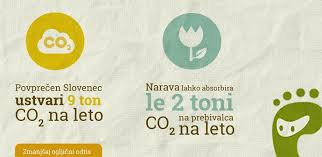 CO2
Povprečen Slovenec
ustvari 9 ton
CO2 na leto
Zmanjšaj ogljični odtis
Narava lahko absorbira
le 2 toni
na prebivalca
CO2 na leto